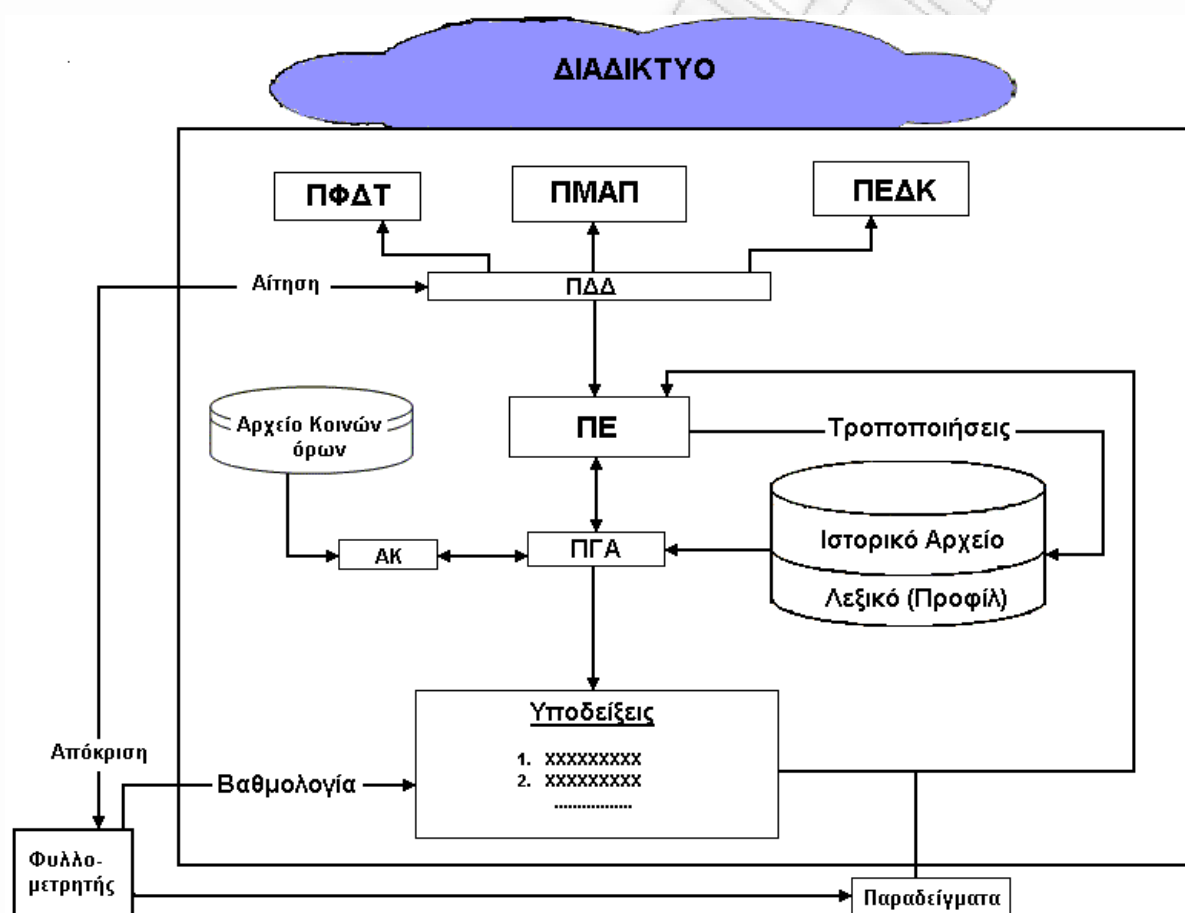 ΔΙΑΔΙΚΤΥΟ
ΠΦΔΤ
ΠΜΑΠ
ΠΕΔΚ
Αίτηση
ΠΔΔ
Αρχείο Κοινών
όρων
ΠΕ
Τροποποιήσεις
ΑΚ
ΠΓΑ
Ιστορικό Αρχείο
Λεξικό (Προφίλ)
Υποδείξεις
1. XXXXXXXXX
2. XXXXXXXXX
.................
Απόκριση
Βαθμολογία
Φυλλο-
μετρητής
Παραδείγματα